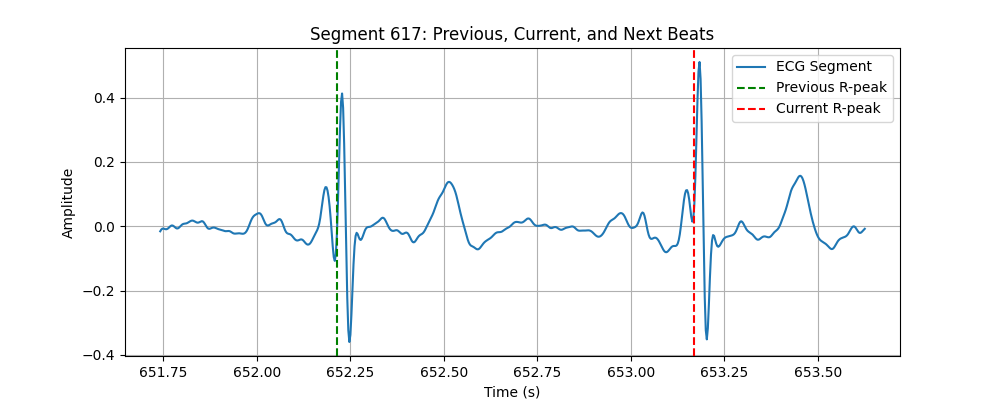 Segment 617: Previous, Current, and Next Beats
ECG Segment
Previous R-peak
Current R-peak
Amplitude
0.4
0.2
0.0
−0.2
−0.4
651.75 652.00 652.25 652.50 652.75 653.00 653.25 653.50
Time (s)